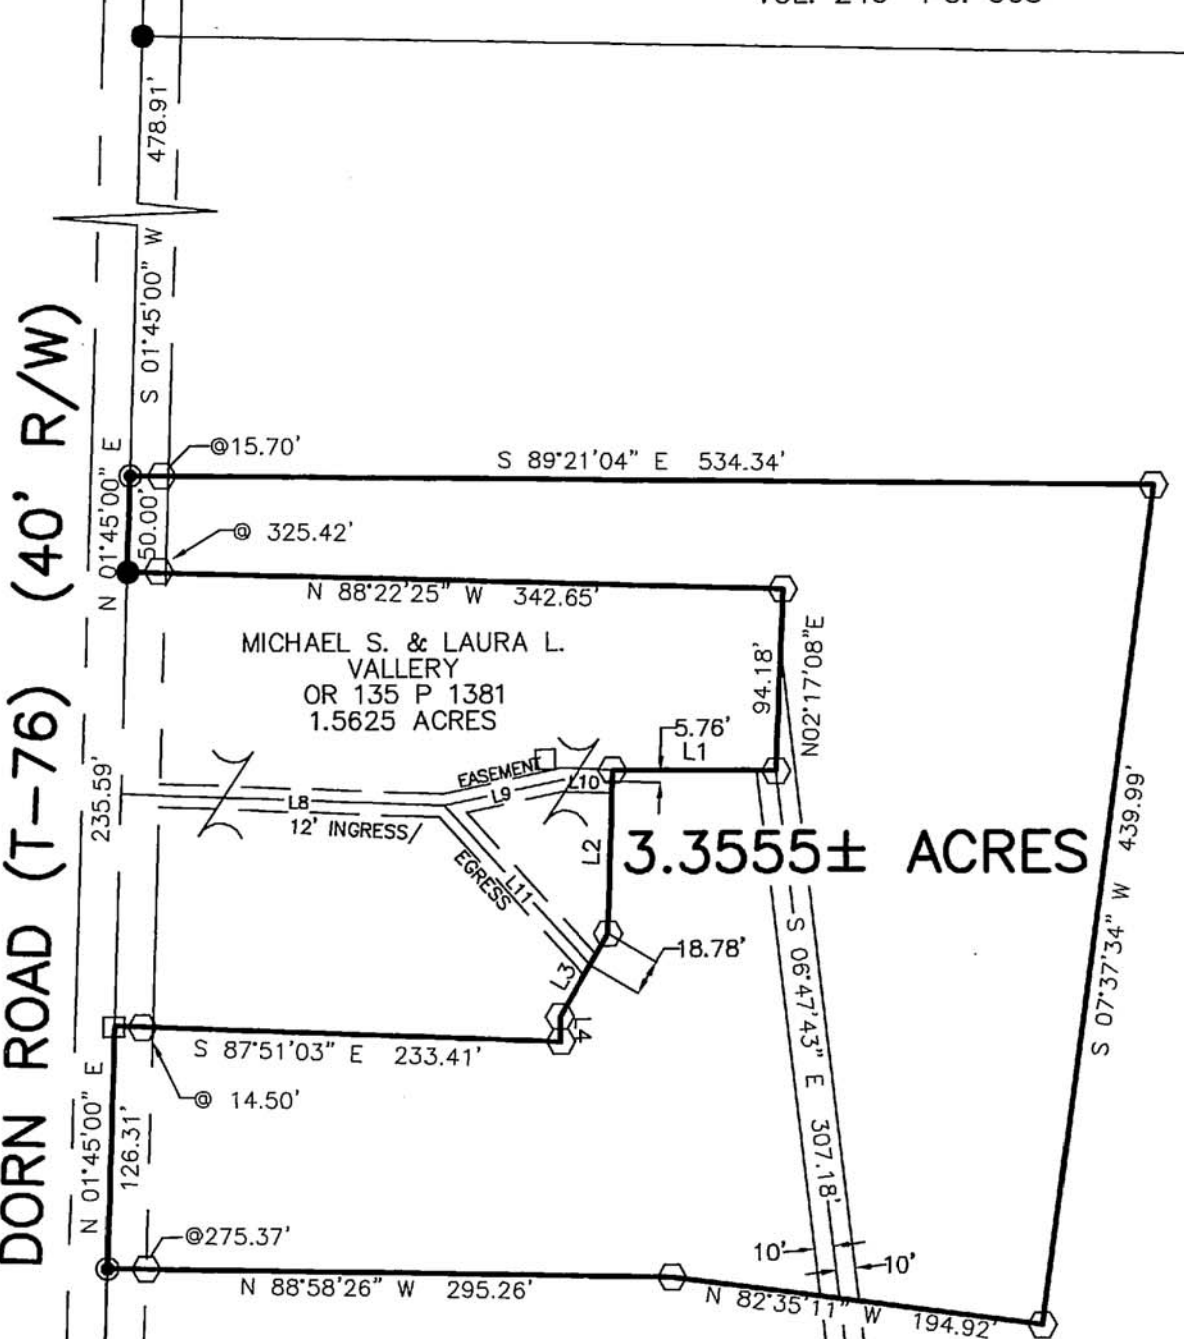 478.91'
S 01°45'00" W
DORN ROAD (T-76) (40' R/W)
@15.70'
S 89°21'04" E 534.34'
N 01°45'00" E
50.00'
@ 325.42'
N 88°22'25" W 342.65'
MICHAEL S. & LAURA L.
VALLERY
OR 135 P 1381
1.5625 ACRES
94.18'
N02°17'08"E
5.76'
L1
EASEMENT
L10
L9
L8
12' INGRESS/
EGRESS
L11
L2
235.59'
3.3555± ACRES
439.99'
S 07°37'34" W
18.78'
L3
L4
S 06°47'43" E 307.18'
S 87°51'03" E 233.41'
@ 14.50'
N 01°45'00" E
126.31'
@275.37'
10'
10'
N 88°58'26" W 295.26'
N 82°35'11" W 194.92'